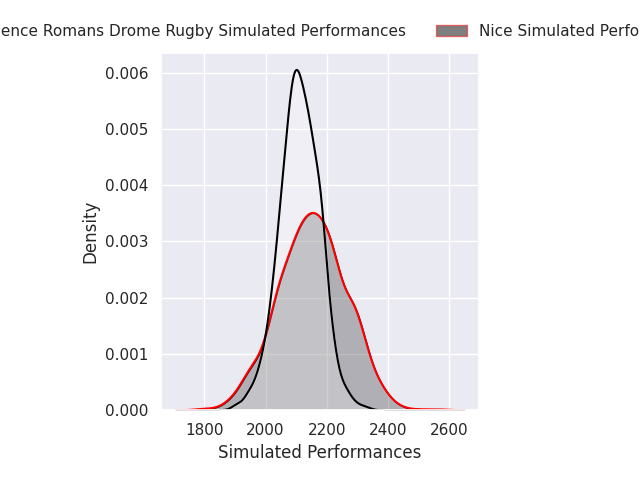 ence Romans Drome Rugby Simulated Performances
Nice Simulated Perfo
0.006
0.005
0.004
0.003
0.002
0.001
0.000
Density
1800 2000 2200 2400 2600
Simulated Performances